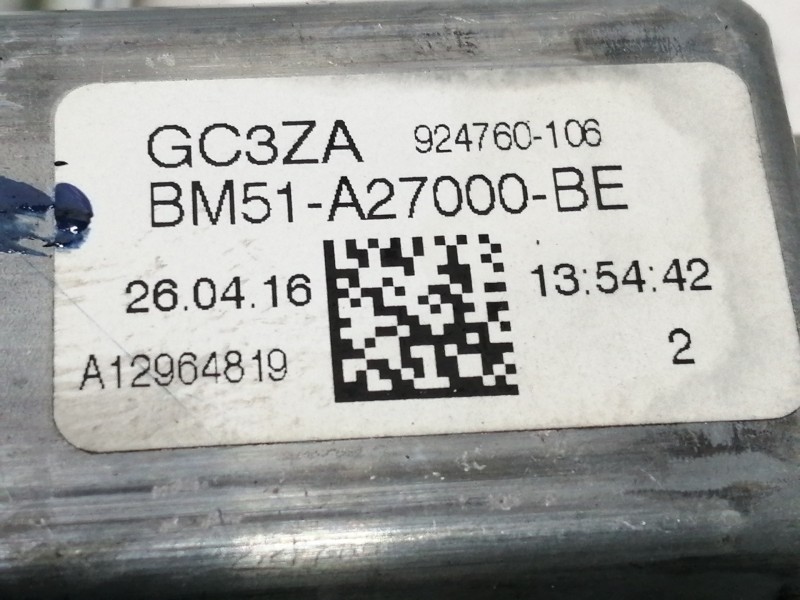 GC3ZA 924760-106
BM51-A27000-BE
26.04.16 13:54:42
A12964819 2